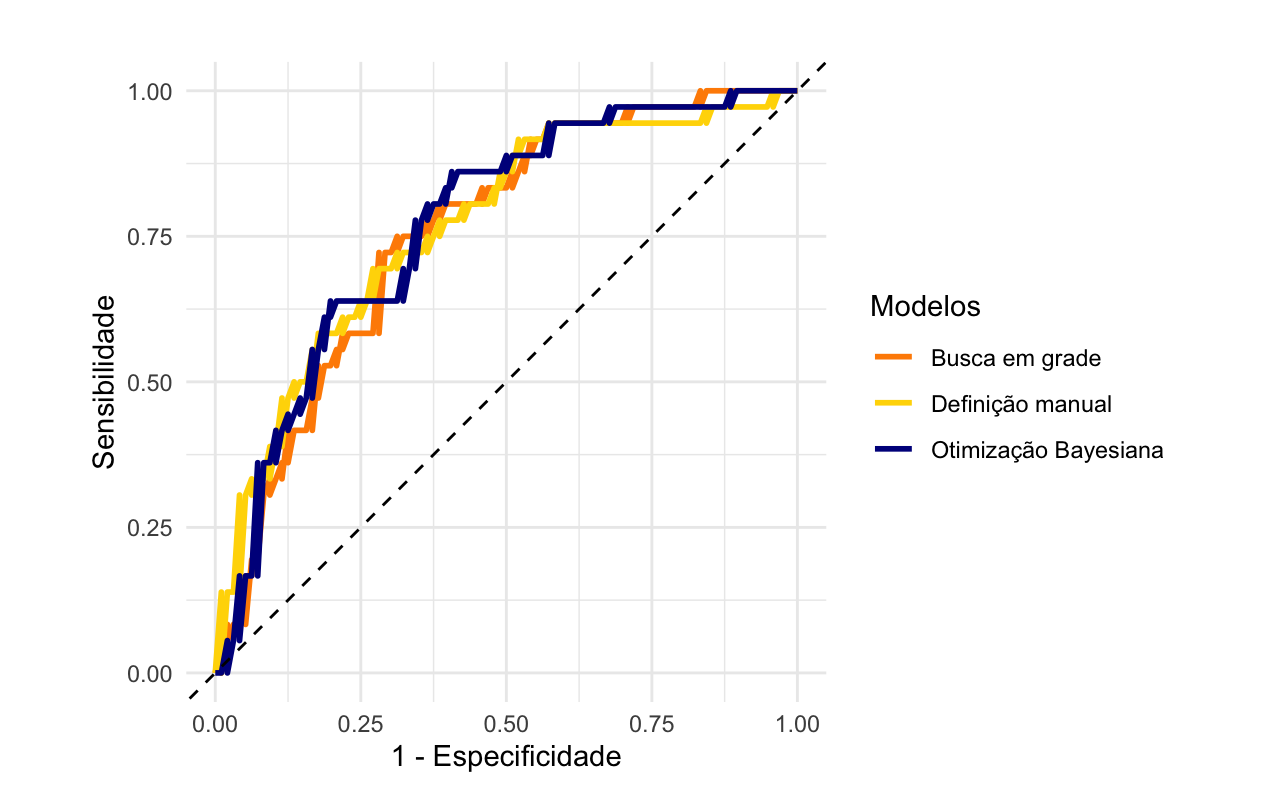 1.00
0.75
0.50
0.25
0.00
Sensibilidade
0.00 0.25 0.50 0.75 1.00
1 - Especificidade
Modelos
Busca em grade
Definição manual
Otimização Bayesiana